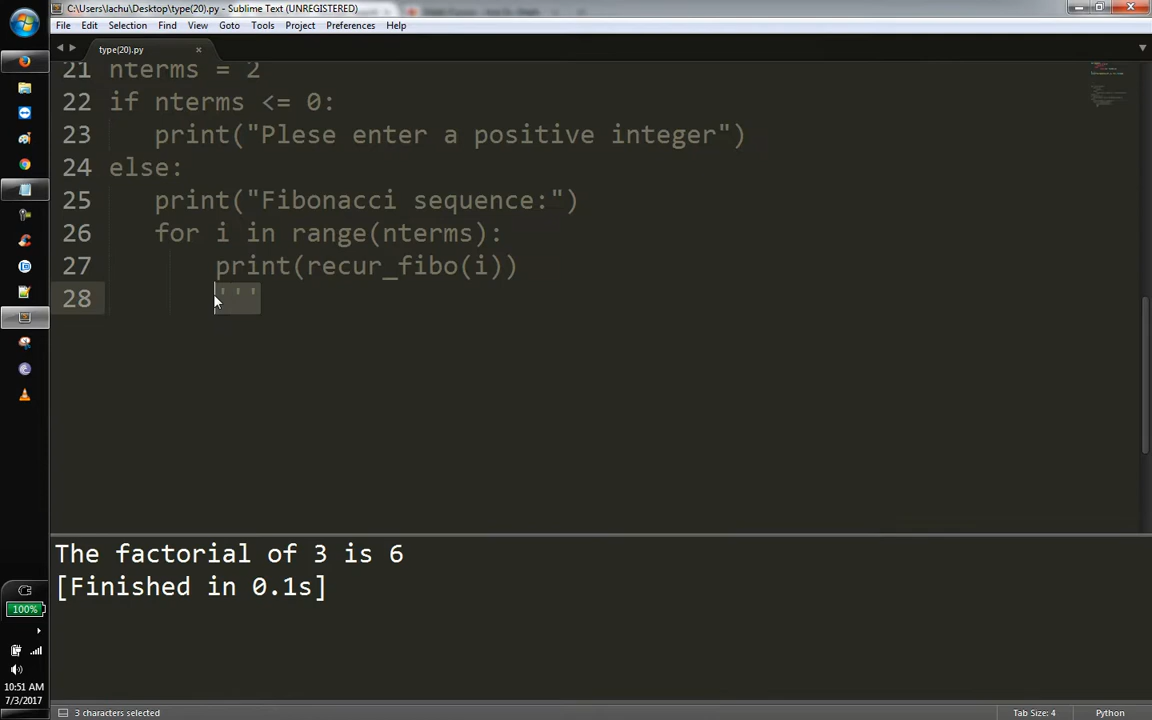 C:\Users\lachu\Desktop\type(20).py - Sublime Text (UNREGISTERED)
File Edit Selection Find View Goto Tools Project Preferences Help
type(20).py
21 nterms = 2
22 if nterms <= 0:
23 print("Plese enter a positive integer")
24 else:
25 print("Fibonacci sequence:")
26 for i in range(nterms):
27 print(recur_fibo(i))
28 '''
The factorial of 3 is 6
[Finished in 0.1s]
100%
10:51 AM
7/3/2017
3 characters selected
Tab Size: 4
Python